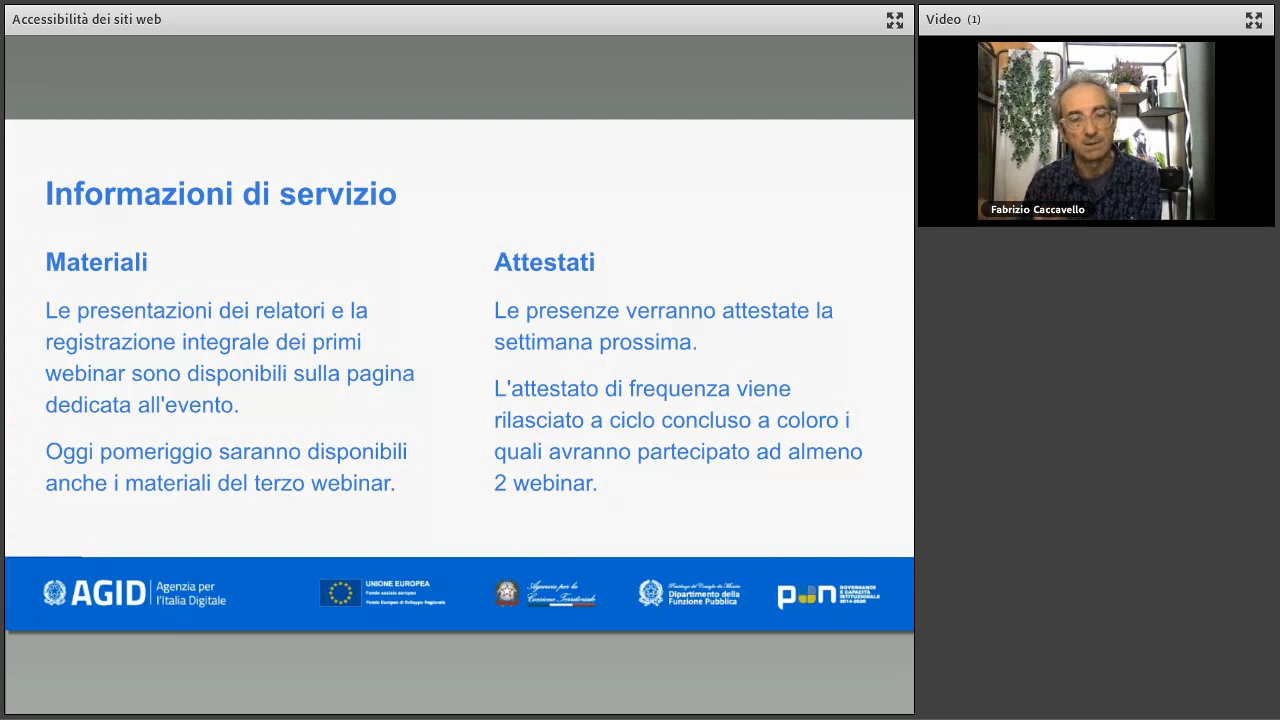 Accessibilità dei siti web
Video (1)
Fabrizio Caccavello
Informazioni di servizio
Materiali
Le presentazioni dei relatori e la
registrazione integrale dei primi
webinar sono disponibili sulla pagina
dedicata all'evento.
Oggi pomeriggio saranno disponibili
anche i materiali del terzo webinar.
Attestati
Le presenze verranno attestate la
settimana prossima.
L'attestato di frequenza viene
rilasciato a ciclo concluso a coloro i
quali avranno partecipato ad almeno
2 webinar.
AGID
Agenzia per
l'Italia Digitale
UNIONE EUROPEA
Fondo sociale europeo
Fondo Europeo di Sviluppo Regionale
Agenzia per la
Coesione Territoriale
Presidenza del Consiglio dei Ministri
Dipartimento della
Funzione Pubblica
pon
GOVERNANCE
E CAPACITÀ
ISTITUZIONALE
2014-2020